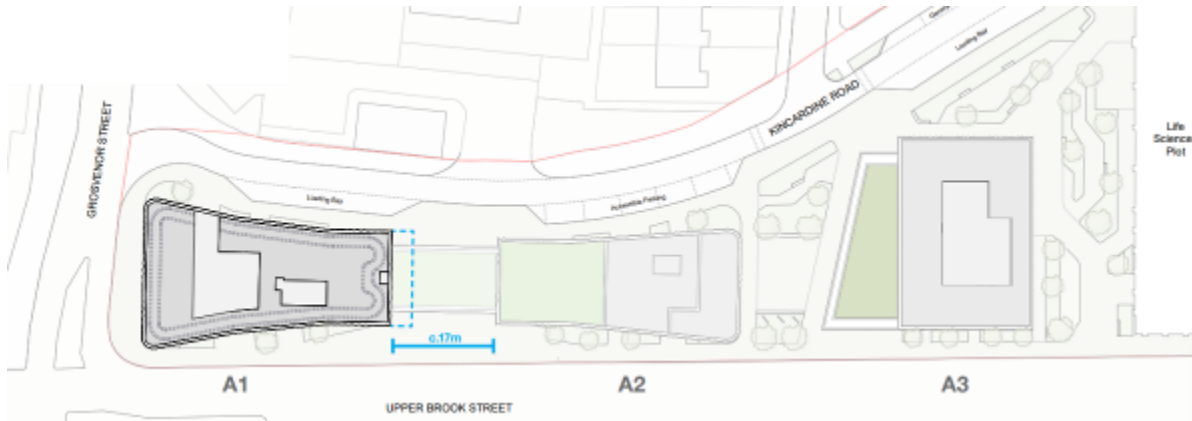 GROSVENOR STREET
Loading Bay
Accessible Parking
KINCARDINE ROAD
Loading Bay
Life
Science
Plot
c.17m
A1
A2
A3
UPPER BROOK STREET